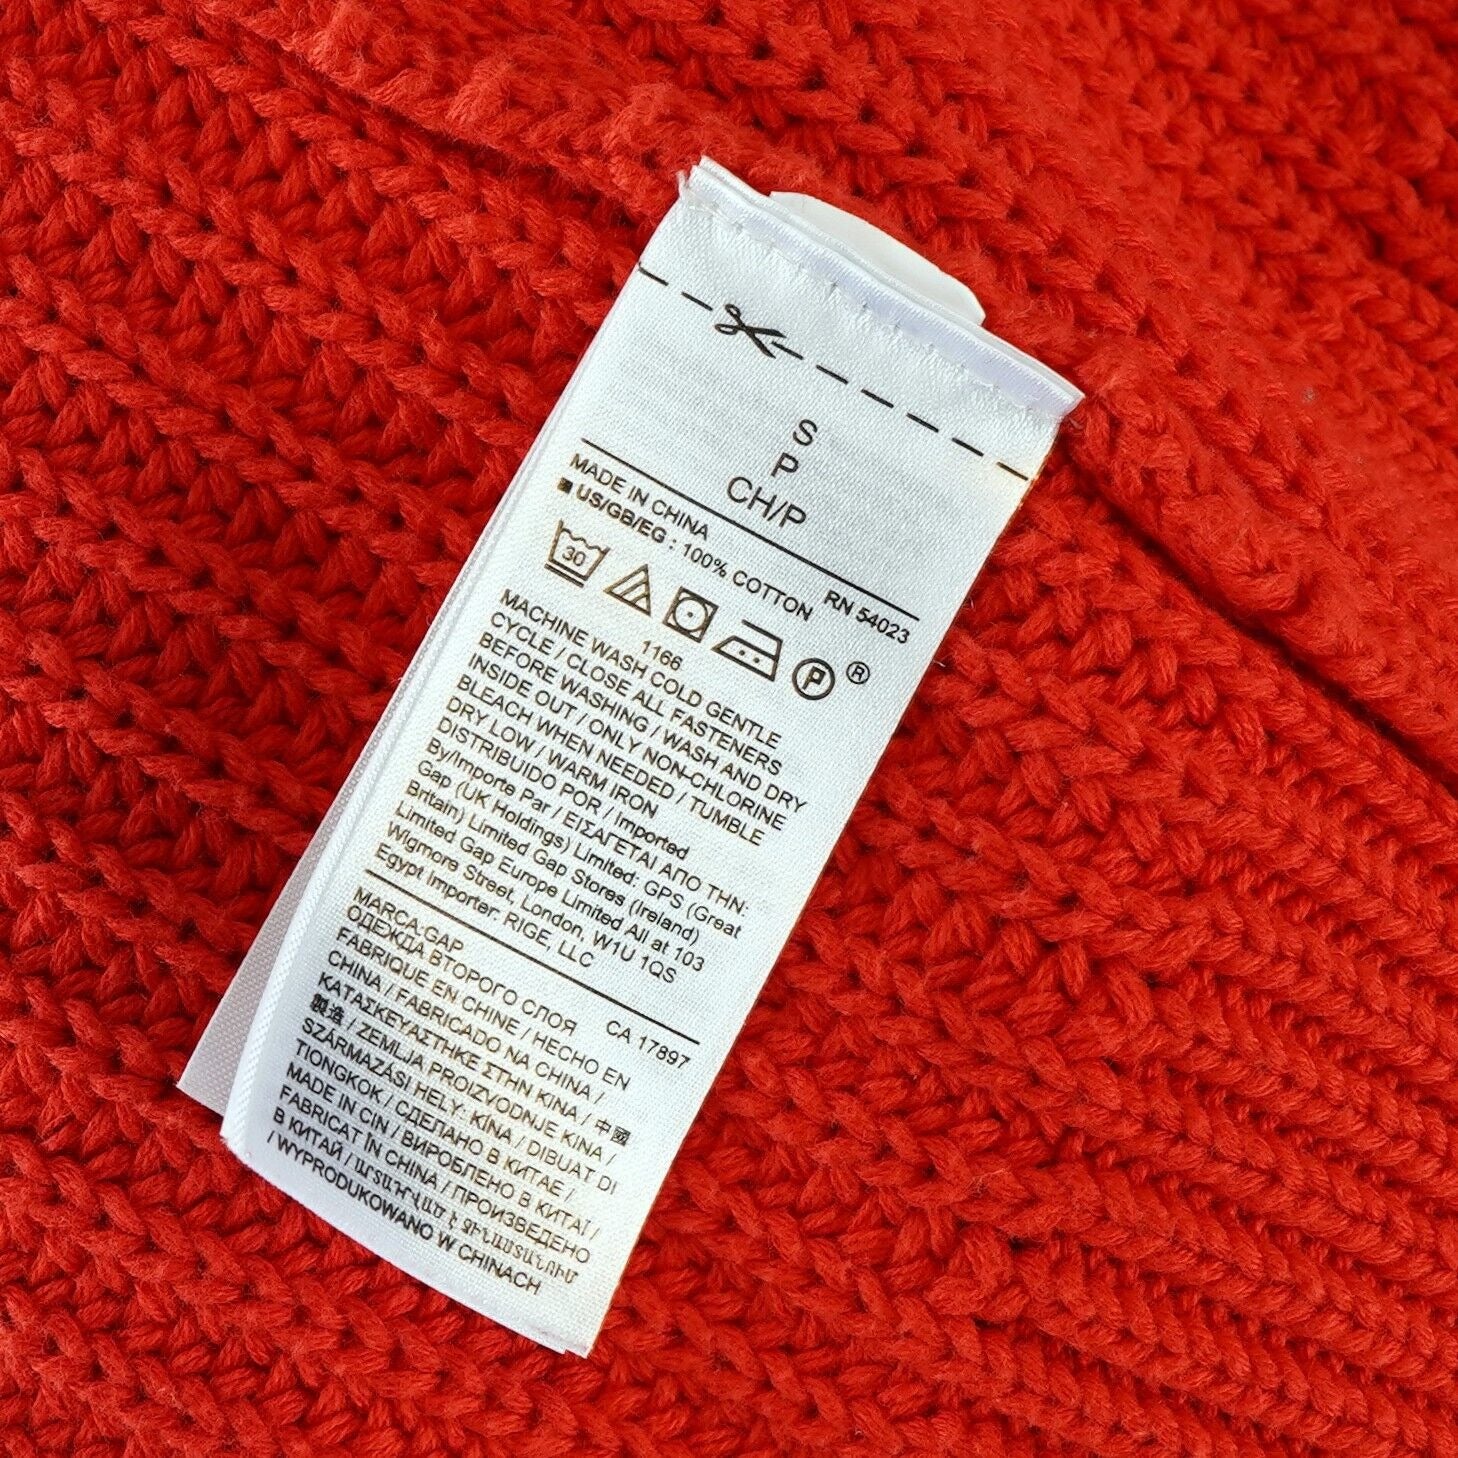 S
P
CH/P
MADE IN CHINA
RN 54023
US/GB/EG : 100% COTTON
30
P ®
1166
MACHINE WASH COLD GENTLE
CYCLE / CLOSE ALL FASTENERS
BEFORE WASHING / WASH AND DRY
INSIDE OUT / ONLY NON-CHLORINE
BLEACH WHEN NEEDED / TUMBLE
DRY LOW / WARM IRON
DISTRIBUIDO POR / Imported
By/Importe Par / ΕΙΣΑΓΕΤΑΙ ΑΠΟ ΤΗΝ:
Gap (UK Holdings) Limited: GPS (Great
Britain) Limited Gap Stores (Ireland)
Limited Gap Europe Limited All at 103
Wigmore Street, London, W1U 1QS
Egypt Importer: RIGE, LLC
MARCA:GAP
CA 17897
ОДЕЖДА ВТОРОГО СЛОЯ
FABRIQUE EN CHINE / HECHO EN
CHINA / FABRICADO NA CHINA /
ΚΑΤΑΣΚΕΥΑΣΤΗΚΕ ΣΤΗΝ ΚΙΝΑ / 中國
製造 / ZEMLJA PROIZVODNJE KINA /
SZÁRMAZÁSI HELY: KÍNA / DIBUAT DI
TIONGKOK / СДЕЛАНО В КИТАЕ /
MADE IN CIN / ВИРОБЛЕНО В КИТАЇ /
FABRICAT ÎN CHINA / ПРОИЗВЕДЕНО
В КИТАЙ / ԱՐՏԱԴՐՎԱԾ Է ՉԻՆԱՍՏԱՆՈՒՄ
/ WYPRODUKOWANO W CHINACH